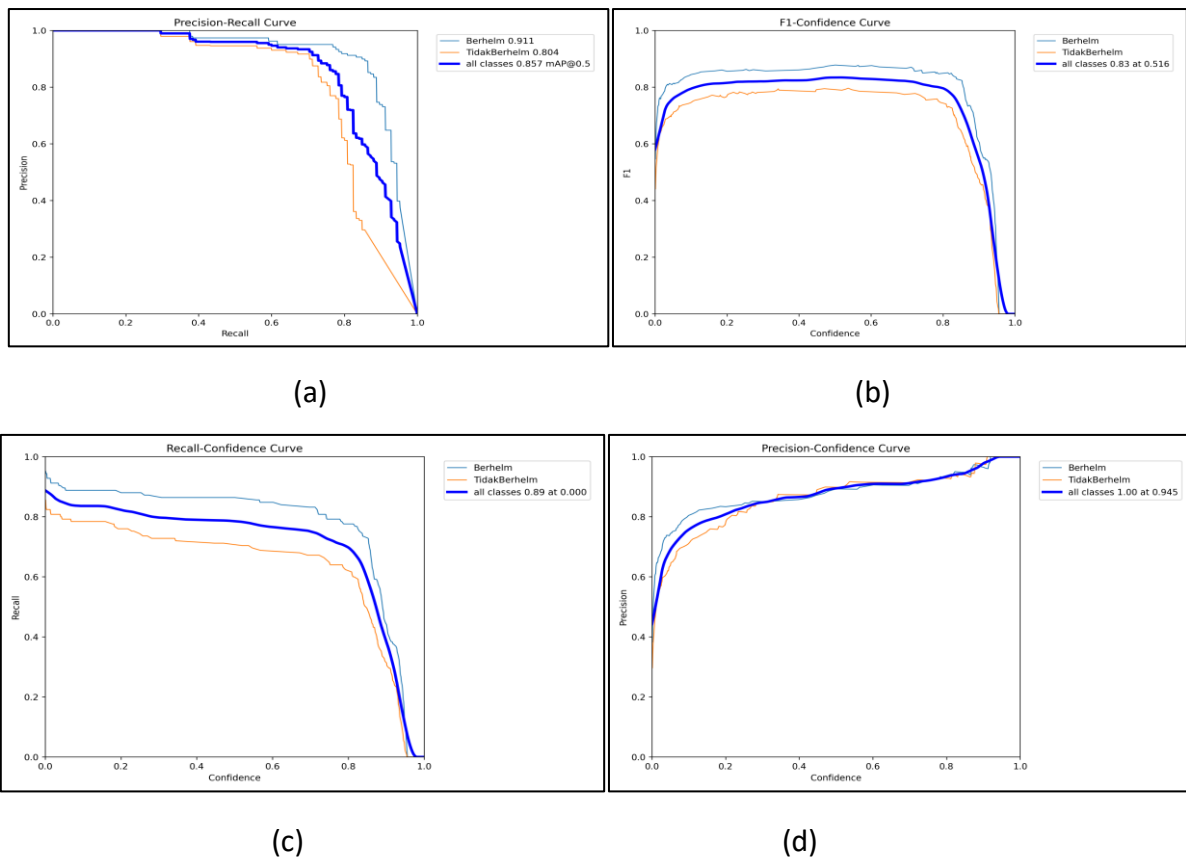 Precision-Recall Curve
Berhelm 0.911
TidakBerhelm 0.804
all classes 0.857 mAP@0.5
1.0
0.8
0.6
0.4
0.2
0.0
Precision
0.0 0.2 0.4 0.6 0.8 1.0
Recall
(a)
F1-Confidence Curve
Berhelm
TidakBerhelm
all classes 0.83 at 0.516
1.0
0.8
0.6
0.4
0.2
0.0
F1
0.0 0.2 0.4 0.6 0.8 1.0
Confidence
(b)
Recall-Confidence Curve
Berhelm
TidakBerhelm
all classes 0.89 at 0.000
1.0
0.8
0.6
0.4
0.2
0.0
Recall
0.0 0.2 0.4 0.6 0.8 1.0
Confidence
(c)
Precision-Confidence Curve
Berhelm
TidakBerhelm
all classes 1.00 at 0.945
1.0
0.8
0.6
0.4
0.2
0.0
Precision
0.0 0.2 0.4 0.6 0.8 1.0
Confidence
(d)